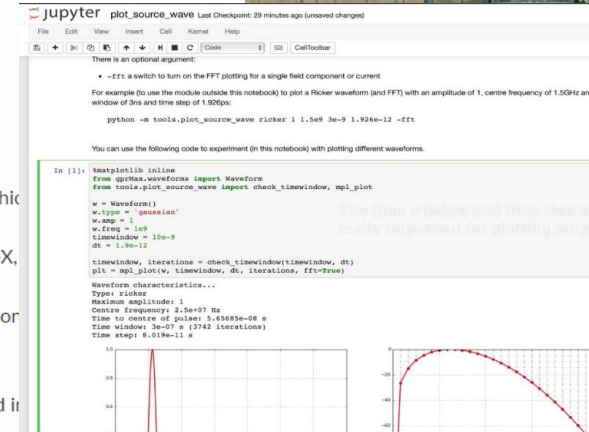 jupyter plot_source_wave Last Checkpoint: 29 minutes ago (unsaved changes)
File Edit View Insert Cell Kernel Help
Code CellToolbar
There is an optional argument:
• -fft a switch to turn on the FFT plotting for a single field component or current
For example (to use the module outside this notebook) to plot a Ricker waveform (and FFT) with an amplitude of 1, centre frequency of 1.5GHz an
window of 3ns and time step of 1.926ps:
python -m tools.plot_source_wave ricker 1 1.5e9 3e-9 1.926e-12 -fft
You can use the following code to experiment (in this notebook) with plotting different waveforms.
In [1]: %matplotlib inline
from gprMax.waveforms import Waveform
from tools.plot_source_wave import check_timewindow, mpl_plot
w = Waveform()
w.type = 'gaussian'
w.amp = 1
w.freq = 1e9
timewindow = 10e-9
dt = 1.9e-12
The time window and time step a
really important for plotting purp
timewindow, iterations = check_timewindow(timewindow, dt)
plt = mpl_plot(w, timewindow, dt, iterations, fft=True)
Waveform characteristics...
Type: ricker
Maximum amplitude: 1
Centre frequency: 2.5e+07 Hz
Time to centre of pulse: 5.65685e-08 s
Time window: 3e-07 s (3742 iterations)
Time step: 8.019e-11 s
1.0
0.8
0.6
0
-20
-40
-60
hic
X,
on
d i